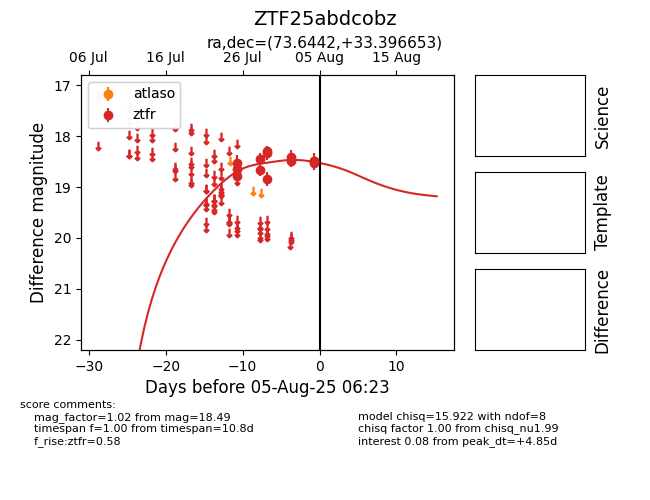 ZTF25abdcobz
ra,dec=(73.6442,+33.396653)
06 Jul 16 Jul 26 Jul 05 Aug 15 Aug
atlaso
ztfr
17
18
19
20
21
22
Difference magnitude
−30 −20 −10 0 10
Days before 05-Aug-25 06:23
Science
Template
Difference
score comments:
mag_factor=1.02 from mag=18.49
timespan f=1.00 from timespan=10.8d
f_rise:ztfr=0.58
model chisq=15.922 with ndof=8
chisq factor 1.00 from chisq_nu1.99
interest 0.08 from peak_dt=+4.85d